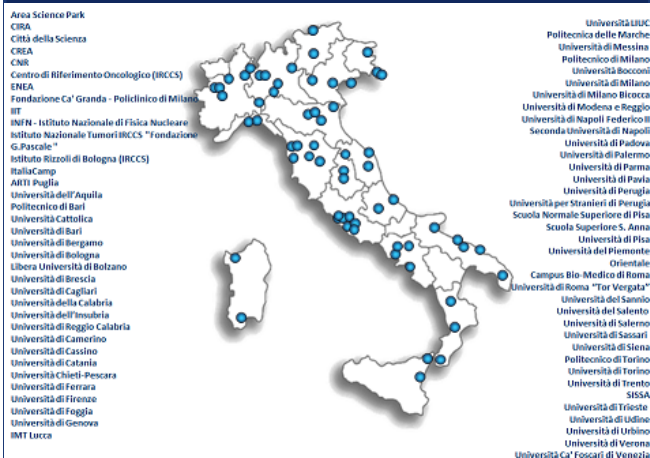 Area Science Park
CIRA
Città della Scienza
CREA
CNR
Centro di Riferimento Oncologico (IRCCS)
ENEA
Fondazione Ca' Granda - Policlinico di Milano
IIT
INFN - Istituto Nazionale di Fisica Nucleare
Istituto Nazionale Tumori IRCCS "Fondazione
G.Pascale"
Istituto Rizzoli di Bologna (IRCCS)
ItaliaCamp
ARTI Puglia
Università dell'Aquila
Politecnico di Bari
Università Cattolica
Università di Bari
Università di Bergamo
Università di Bologna
Libera Università di Bolzano
Università di Brescia
Università di Cagliari
Università della Calabria
Università dell'Insubria
Università di Reggio Calabria
Università di Camerino
Università di Cassino
Università di Catania
Università Chieti-Pescara
Università di Ferrara
Università di Firenze
Università di Foggia
Università di Genova
IMT Lucca
Università LIUC
Politecnica delle Marche
Università di Messina
Politecnico di Milano
Università Bocconi
Università di Milano
Università di Milano Bicocca
Università di Modena e Reggio
Università di Napoli Federico II
Seconda Università di Napoli
Università di Padova
Università di Palermo
Università di Parma
Università di Pavia
Università di Perugia
Università per Stranieri di Perugia
Scuola Normale Superiore di Pisa
Scuola Superiore S. Anna
Università di Pisa
Università del Piemonte
Orientale
Campus Bio-Medico di Roma
Università di Roma "Tor Vergata"
Università del Sannio
Università del Salento
Università di Salerno
Università di Sassari
Università di Siena
Politecnico di Torino
Università di Torino
Università di Trento
SISSA
Università di Trieste
Università di Udine
Università di Urbino
Università di Verona
Università Ca' Foscari di Venezia